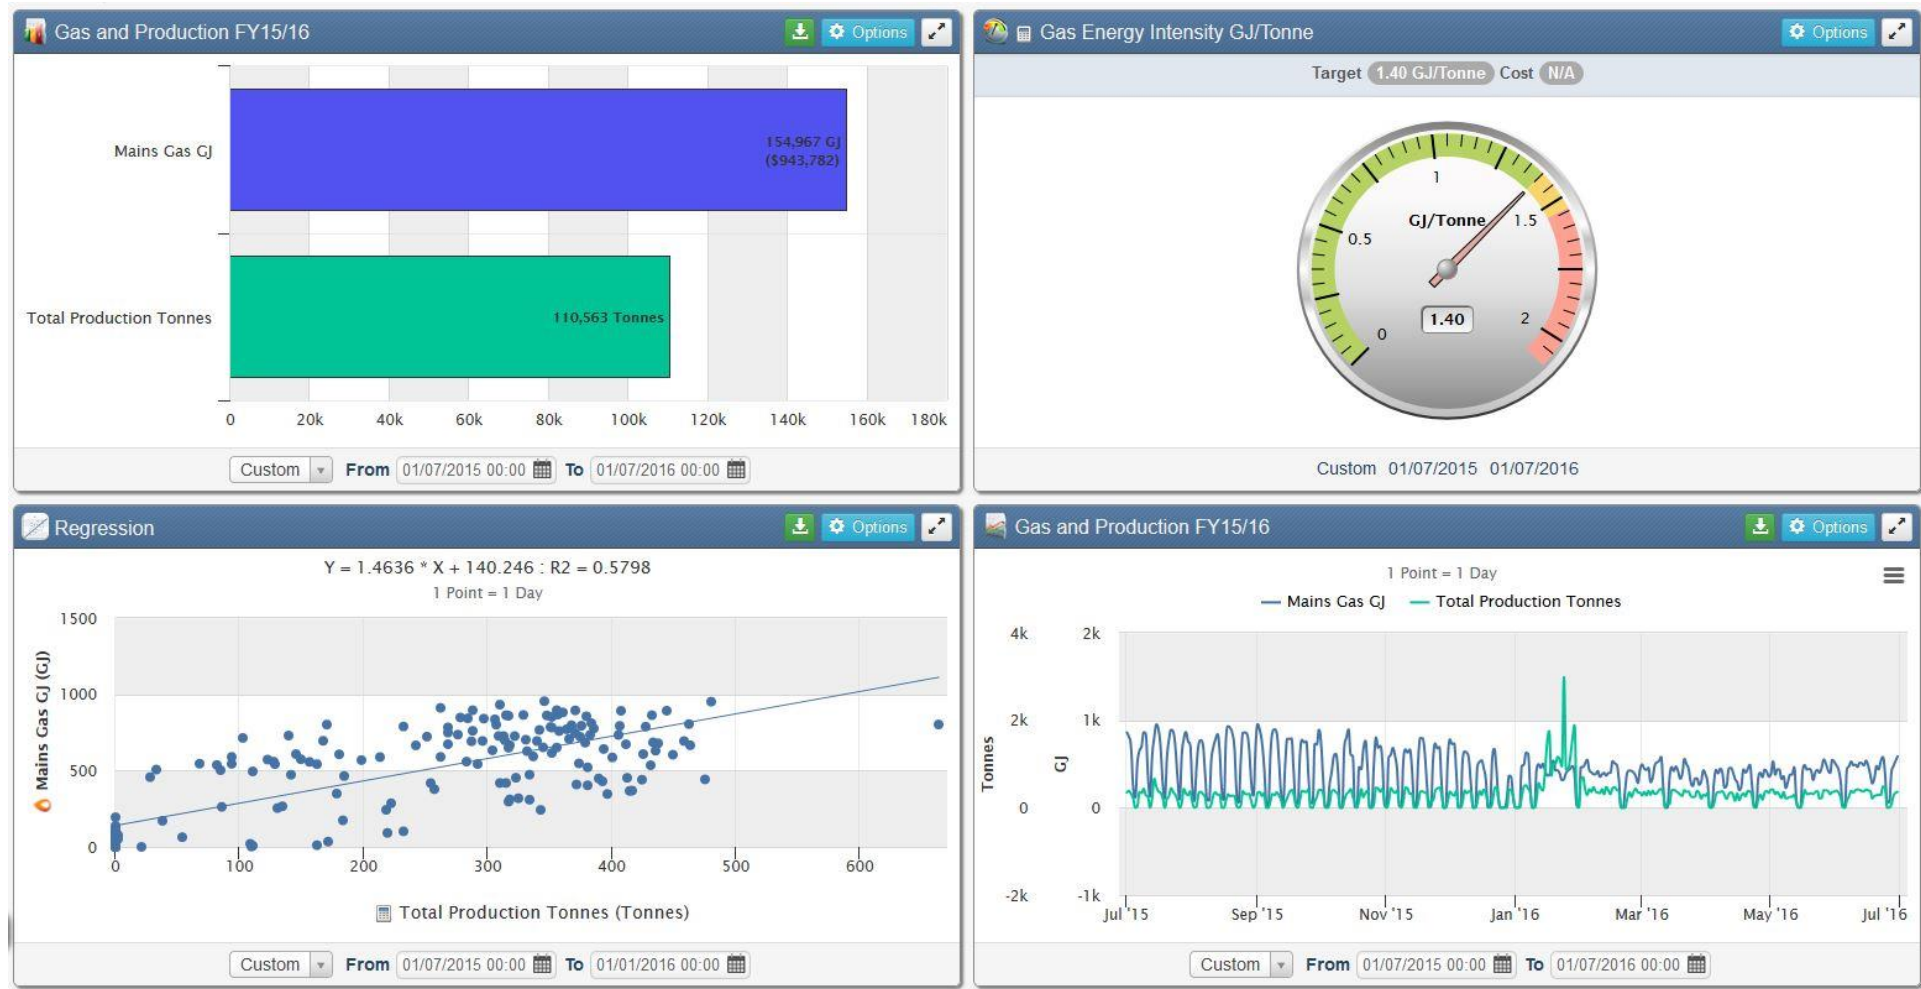 Gas and Production FY15/16
Options
Mains Gas GJ
154,967 GJ
($943,782)
Total Production Tonnes
110,563 Tonnes
0 20k 40k 60k 80k 100k 120k 140k 160k 180k
Custom From 01/07/2015 00:00 To 01/07/2016 00:00
Gas Energy Intensity GJ/Tonne
Options
Target 1.40 GJ/Tonne Cost N/A
1
GJ/Tonne 1.5
0.5
1.40 2
0
Custom 01/07/2015 01/07/2016
Regression
Options
Y = 1.4636 * X + 140.246 : R2 = 0.5798
1 Point = 1 Day
1500
1000
500
0
Mains Gas GJ (GJ)
0 100 200 300 400 500 600
Total Production Tonnes (Tonnes)
Custom From 01/07/2015 00:00 To 01/01/2016 00:00
Gas and Production FY15/16
Options
1 Point = 1 Day
Mains Gas GJ Total Production Tonnes
4k 2k
2k 1k
Tonnes
GJ
0 0
-2k -1k
Jul '15 Sep '15 Nov '15 Jan '16 Mar '16 May '16 Jul '16
Custom From 01/07/2015 00:00 To 01/07/2016 00:00